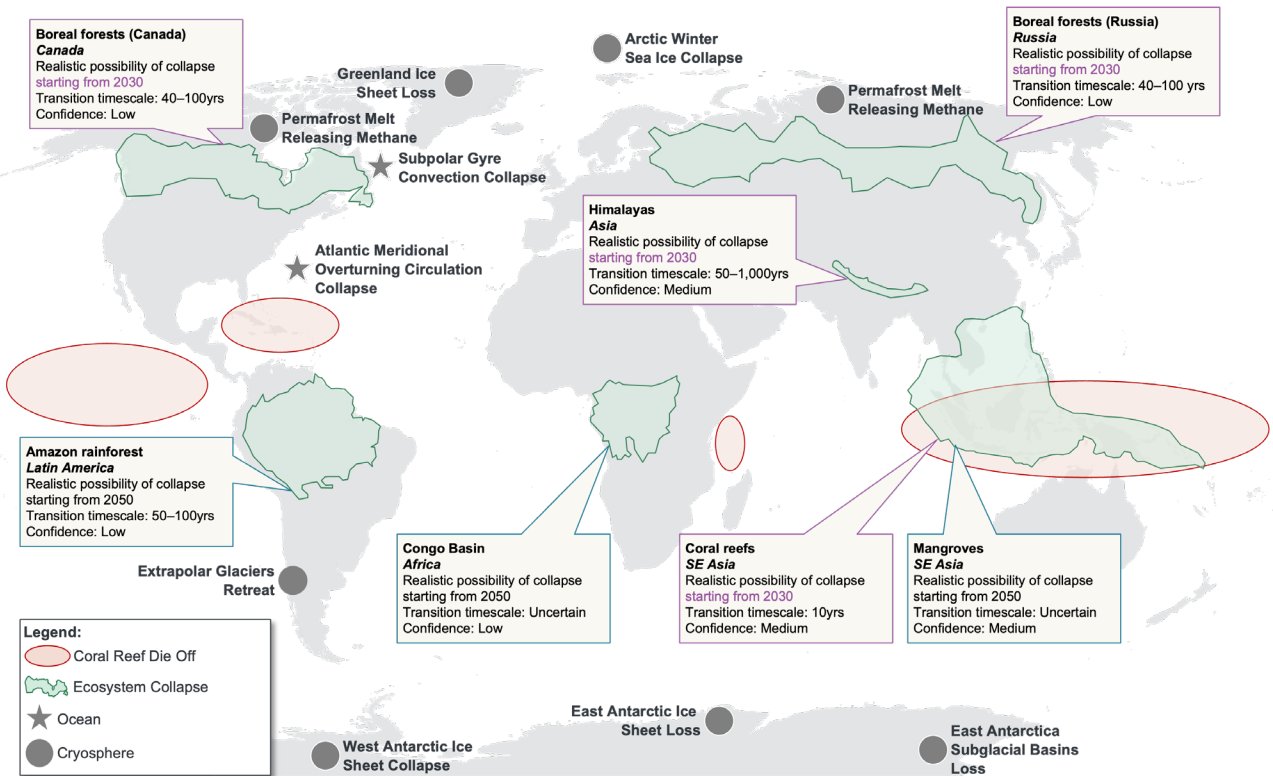 Boreal forests (Canada)
Canada
Realistic possibility of collapse
starting from 2030
Transition timescale: 40–100yrs
Confidence: Low
Greenland Ice
Sheet Loss
Arctic Winter
Sea Ice Collapse
Boreal forests (Russia)
Russia
Realistic possibility of collapse
starting from 2030
Transition timescale: 40–100 yrs
Confidence: Low
Permafrost Melt
Releasing Methane
Permafrost Melt
Releasing Methane
Subpolar Gyre
Convection Collapse
Himalayas
Asia
Realistic possibility of collapse
starting from 2030
Transition timescale: 50–1,000yrs
Confidence: Medium
Atlantic Meridional
Overturning Circulation
Collapse
Amazon rainforest
Latin America
Realistic possibility of collapse
starting from 2050
Transition timescale: 50–100yrs
Confidence: Low
Congo Basin
Africa
Realistic possibility of collapse
starting from 2050
Transition timescale: Uncertain
Confidence: Low
Coral reefs
SE Asia
Realistic possibility of collapse
starting from 2030
Transition timescale: 10yrs
Confidence: Medium
Mangroves
SE Asia
Realistic possibility of collapse
starting from 2050
Transition timescale: Uncertain
Confidence: Medium
Extrapolar Glaciers
Retreat
Legend:
Coral Reef Die Off
Ecosystem Collapse
Ocean
Cryosphere
West Antarctic Ice
Sheet Collapse
East Antarctic Ice
Sheet Loss
East Antarctica
Subglacial Basins
Loss